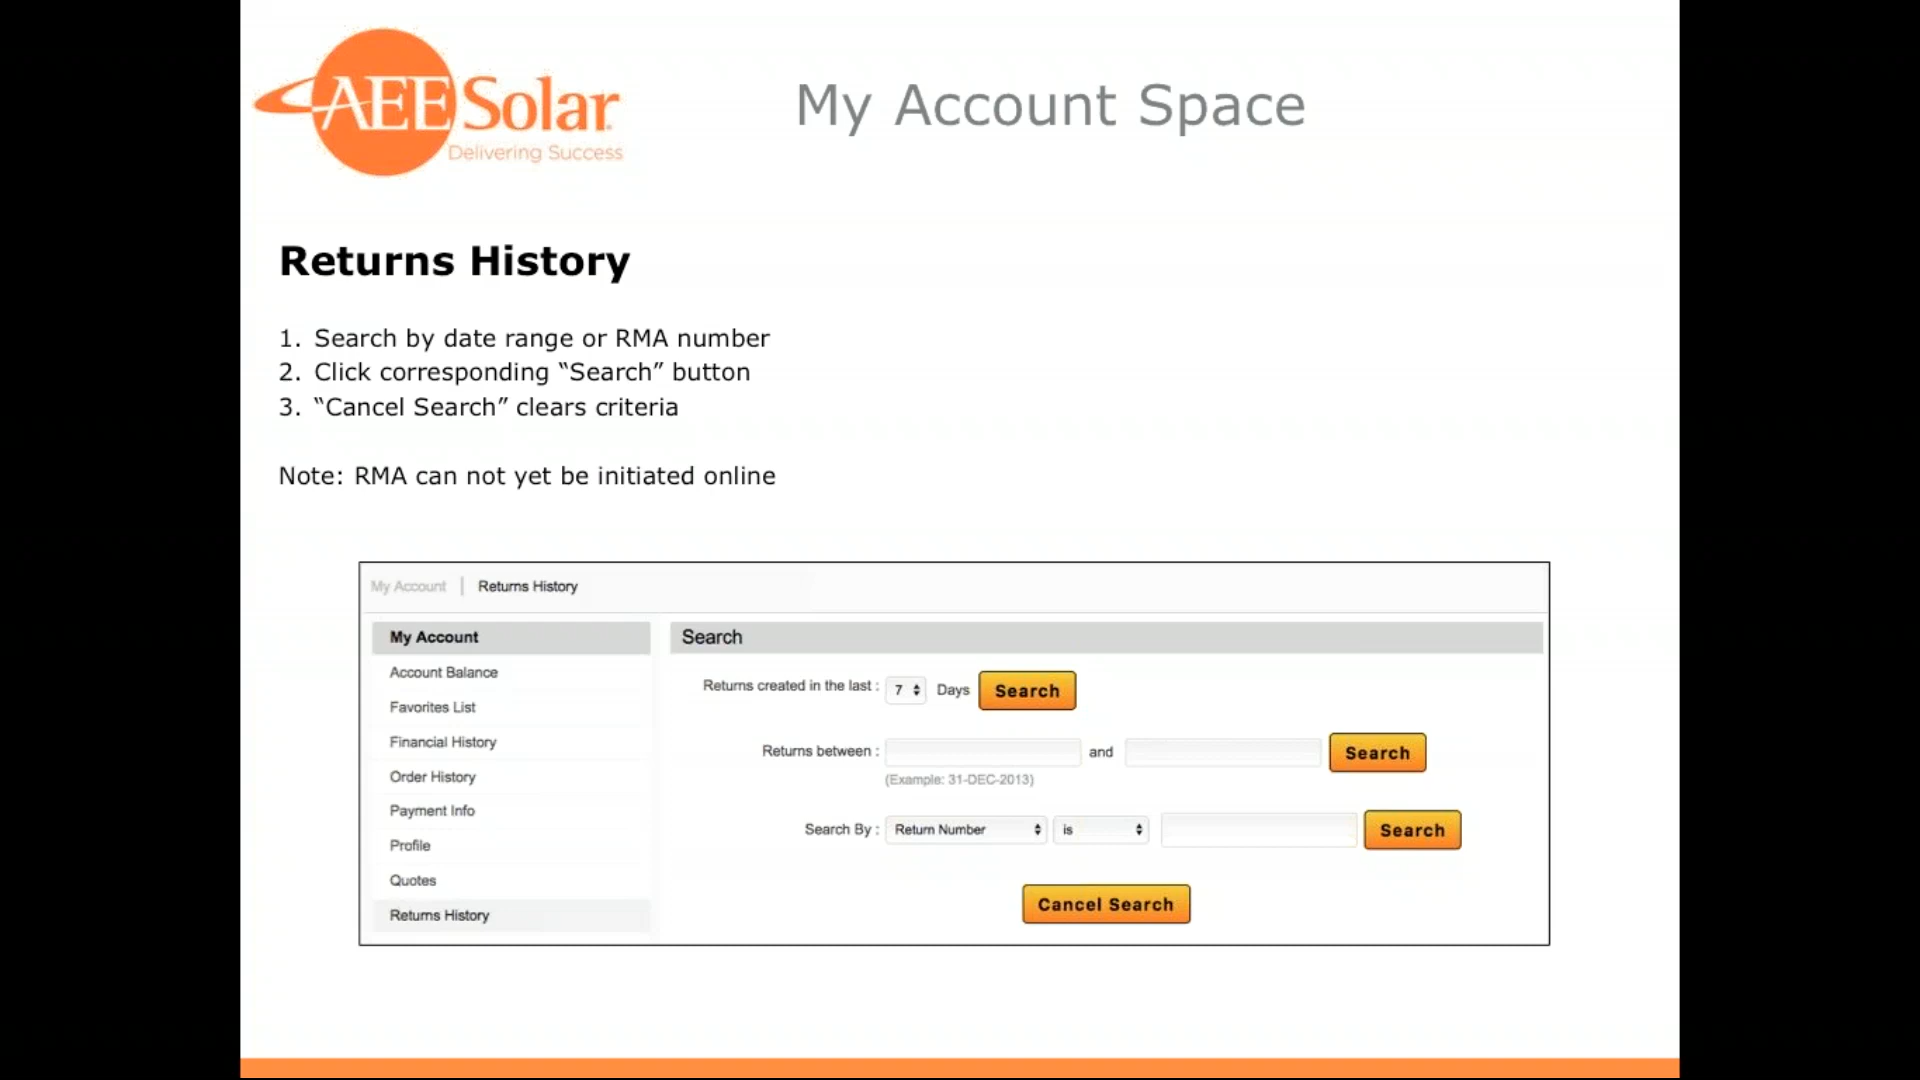 AEE Solar
Delivering Success
My Account Space
Returns History
1. Search by date range or RMA number
2. Click corresponding “Search” button
3. “Cancel Search” clears criteria
Note: RMA can not yet be initiated online
My Account | Returns History
My Account
Account Balance
Favorites List
Financial History
Order History
Payment Info
Profile
Quotes
Returns History
Search
Returns created in the last : 7 Days Search
Returns between : and Search
(Example: 31-DEC-2013)
Search By : Return Number is Search
Cancel Search